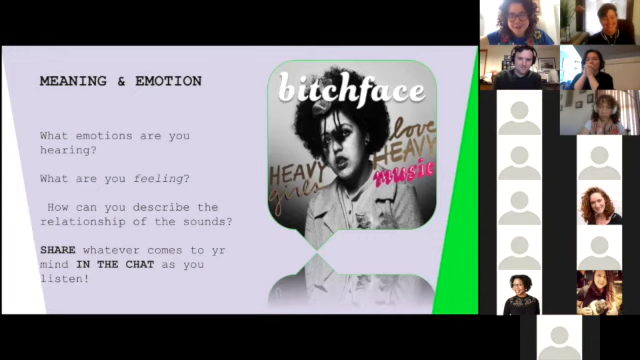 MEANING & EMOTION
What emotions are you
hearing?
What are you feeling?
How can you describe the
relationship of the sounds?
SHARE whatever comes to yr
mind IN THE CHAT as you
listen!
bitchface
HEAVY
girls
love
HEAVY
music